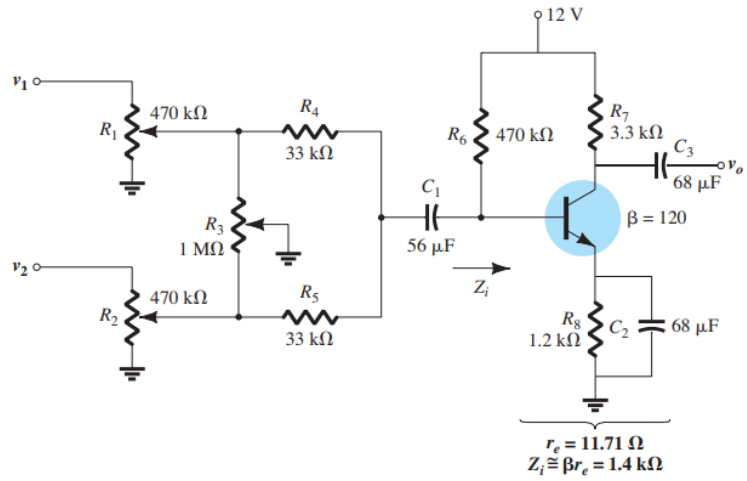 12 V
v₁
470 kΩ
R₁
R₄
33 kΩ
R₆
470 kΩ
R₇
3.3 kΩ
C₃
68 μF
vₒ
C₁
56 μF
β = 120
R₃
1 MΩ
Zᵢ
v₂
470 kΩ
R₂
R₅
33 kΩ
R₈
1.2 kΩ
C₂
68 μF
rₑ = 11.71 Ω
Zᵢ ≅ βrₑ = 1.4 kΩ